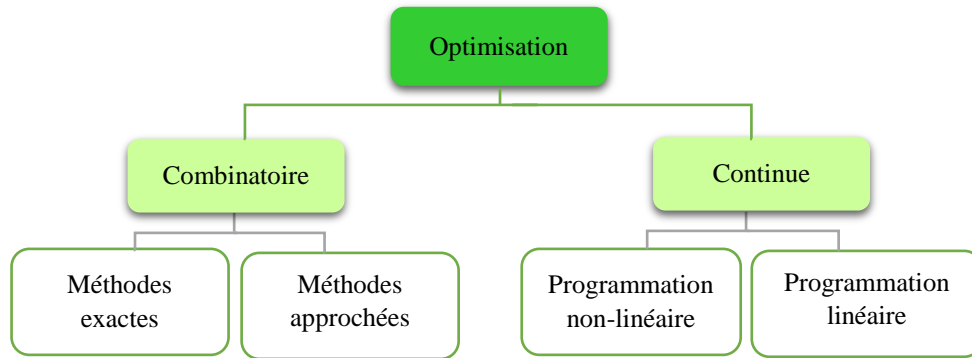 Optimisation
Combinatoire
Continue
Méthodes
exactes
Méthodes
approchées
Programmation
non-linéaire
Programmation
linéaire